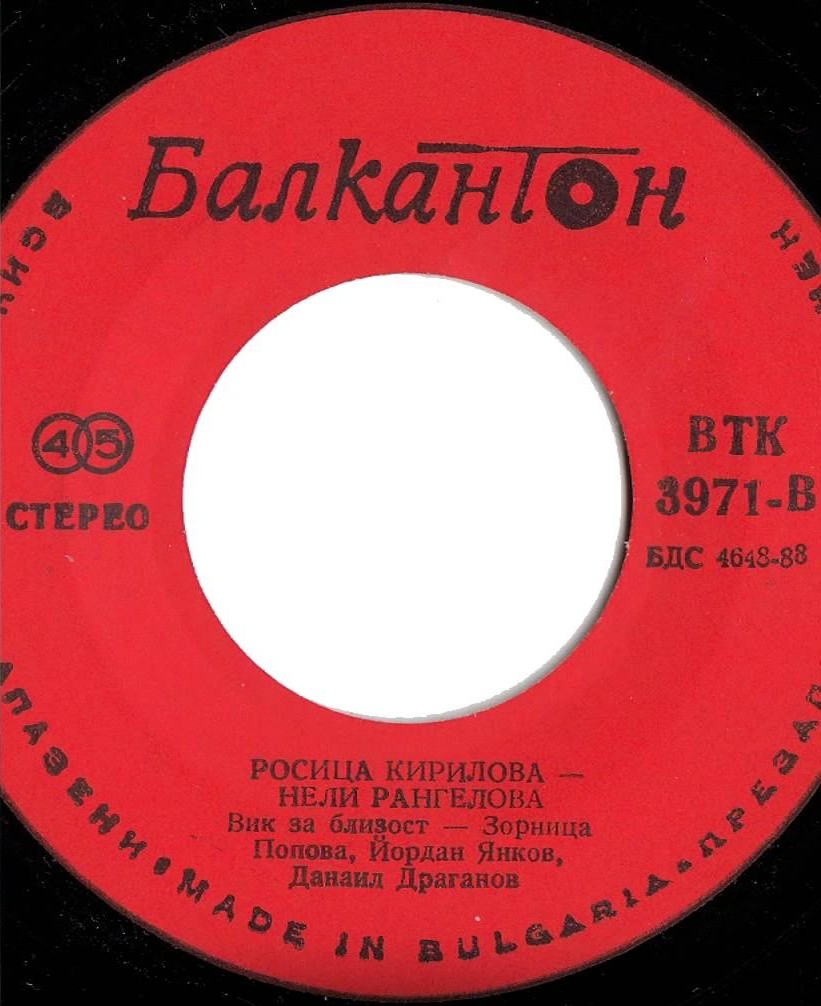 Балкантон
45
СТЕРЕО
ВТК
3971-В
БДС 4648-88
РОСИЦА КИРИЛОВА —
НЕЛИ РАНГЕЛОВА
Вик за близост — Зорница
Попова, Йордан Янков,
Данаил Драганов
MADE IN BULGARIA